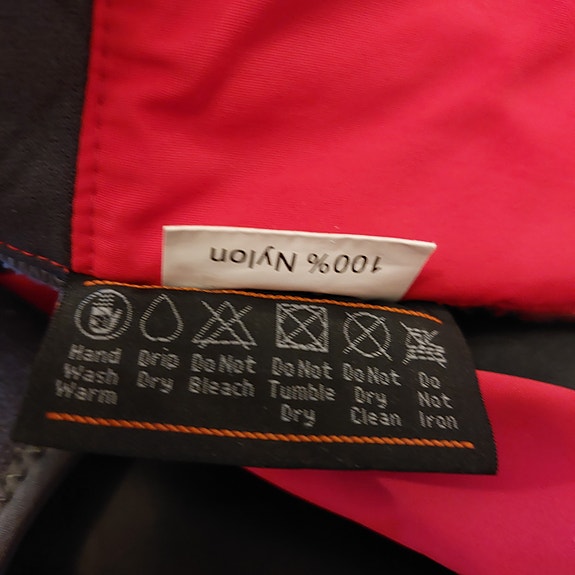 100% Nylon
Hand
Wash
Warm
Drip
Dry
Do Not
Bleach
Do Not
Tumble
Dry
Do Not
Dry
Clean
Do
Not
Iron